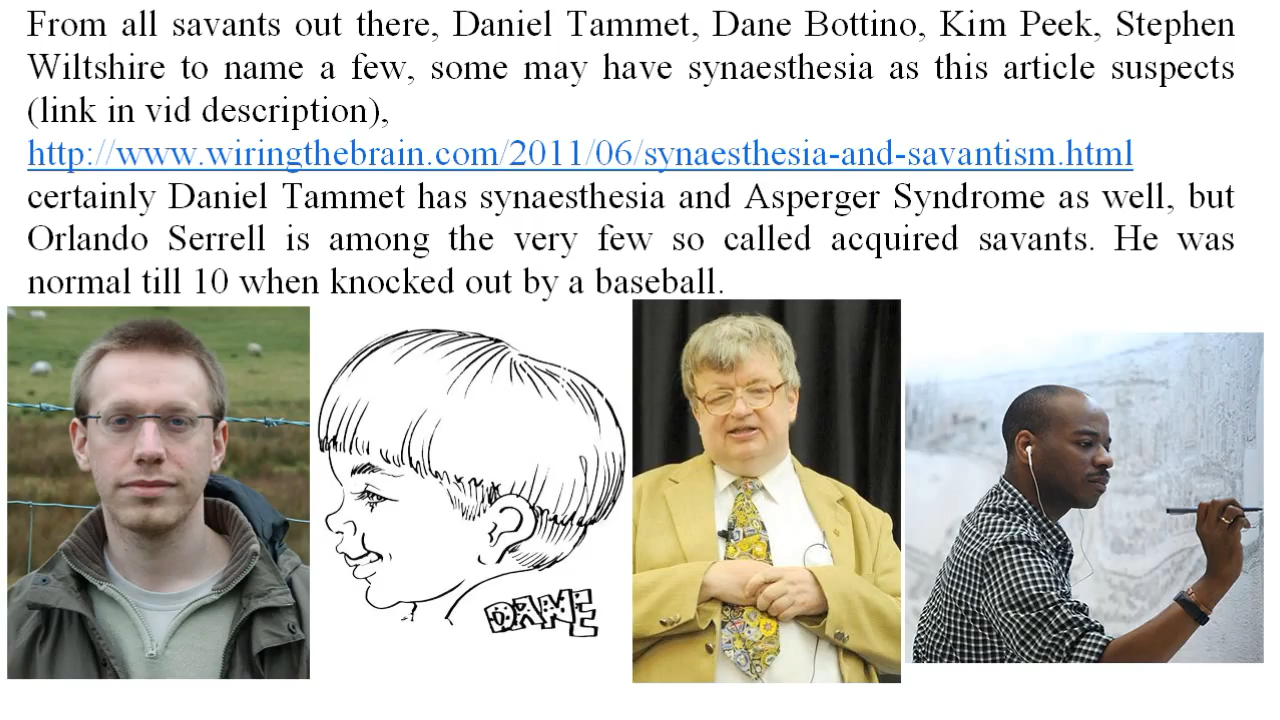 From all savants out there, Daniel Tammet, Dane Bottino, Kim Peek, Stephen
Wiltshire to name a few, some may have synaesthesia as this article suspects
(link in vid description),
http://www.wiringthebrain.com/2011/06/synaesthesia-and-savantism.html
certainly Daniel Tammet has synaesthesia and Asperger Syndrome as well, but
Orlando Serrell is among the very few so called acquired savants. He was
normal till 10 when knocked out by a baseball.
DANE